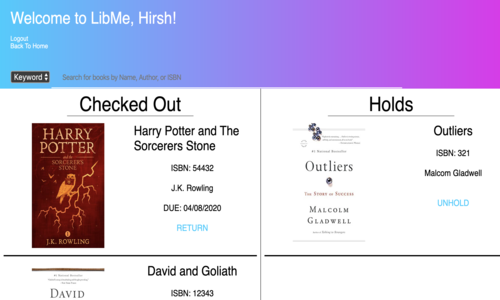 Welcome to LibMe, Hirsh!
Logout
Back To Home
Keyword
Search for books by Name, Author, or ISBN
Checked Out
HARRY
POTTER
AND THE
SORCERER'S
STONE
J.K. ROWLING
Harry Potter and The
Sorcerers Stone
ISBN: 54432
J.K. Rowling
DUE: 04/08/2020
RETURN
DAVID
David and Goliath
ISBN: 12343
Holds
#1 National Bestseller
Outliers
The Story of Success
MALCOLM
GLADWELL
Outliers
ISBN: 321
Malcom Gladwell
UNHOLD